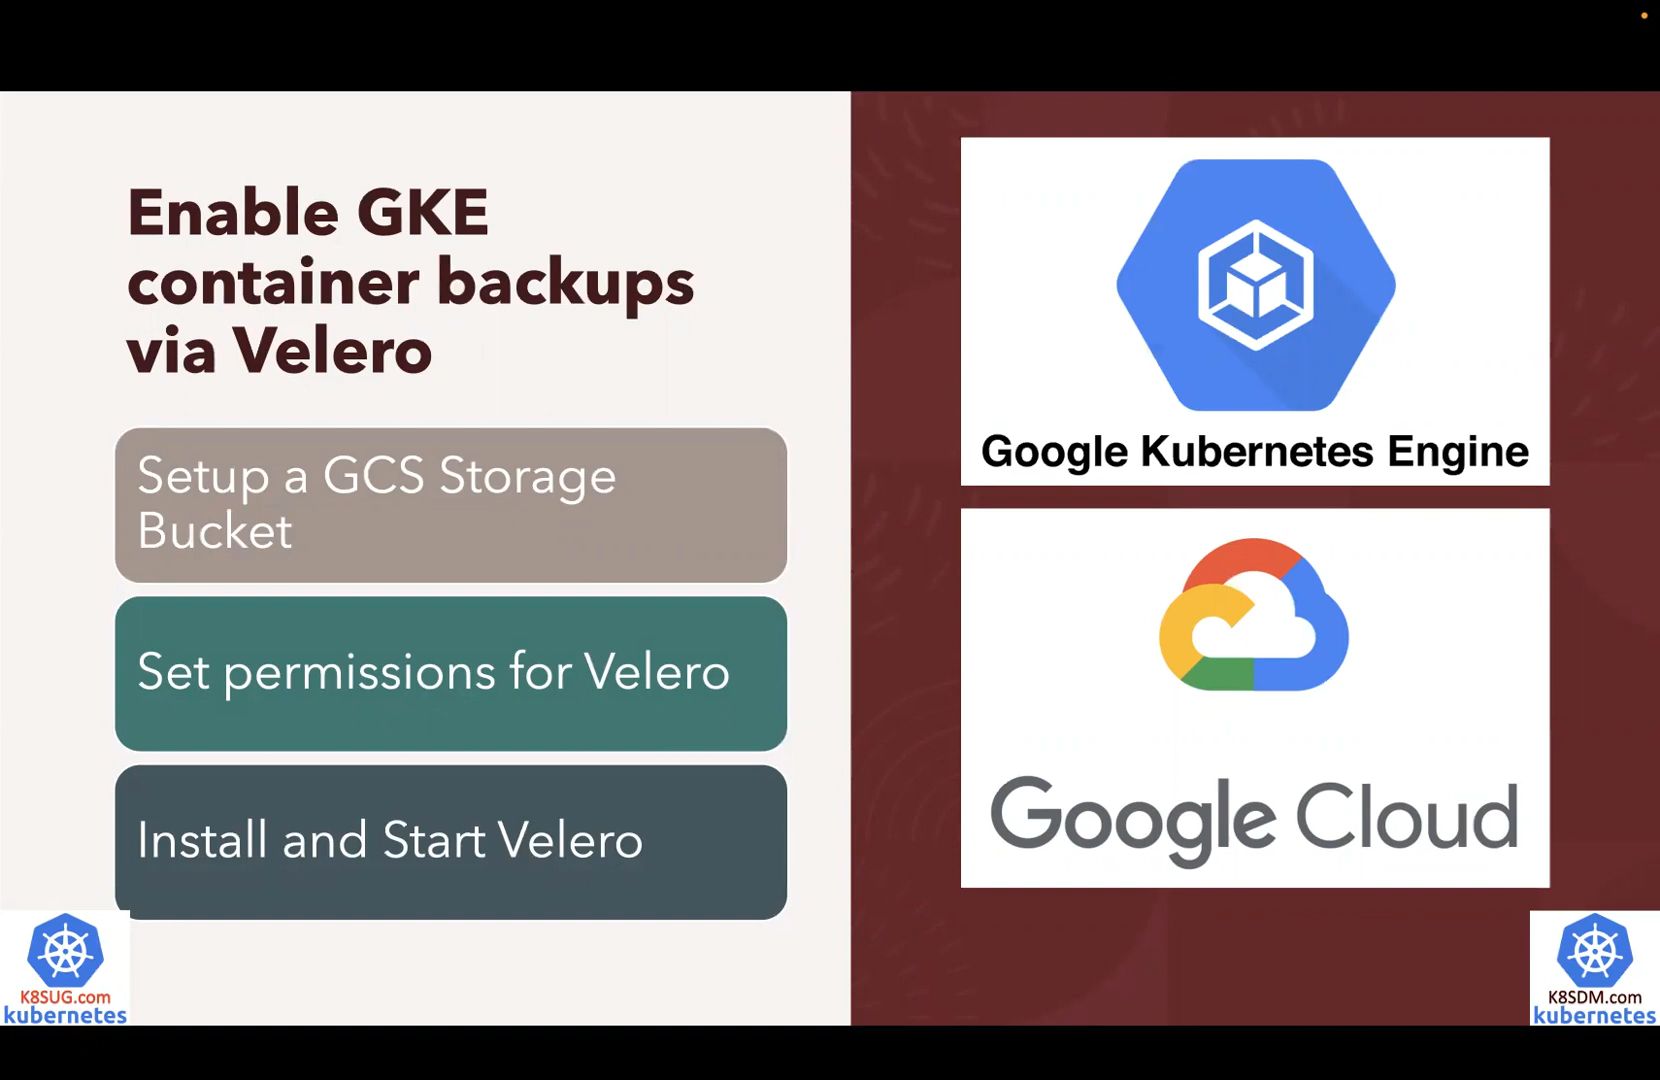 Enable GKE
container backups
via Velero
Setup a GCS Storage
Bucket
Set permissions for Velero
Install and Start Velero
Google Kubernetes Engine
Google Cloud
K8SUG.com
kubernetes
K8SDM.com
kubernetes